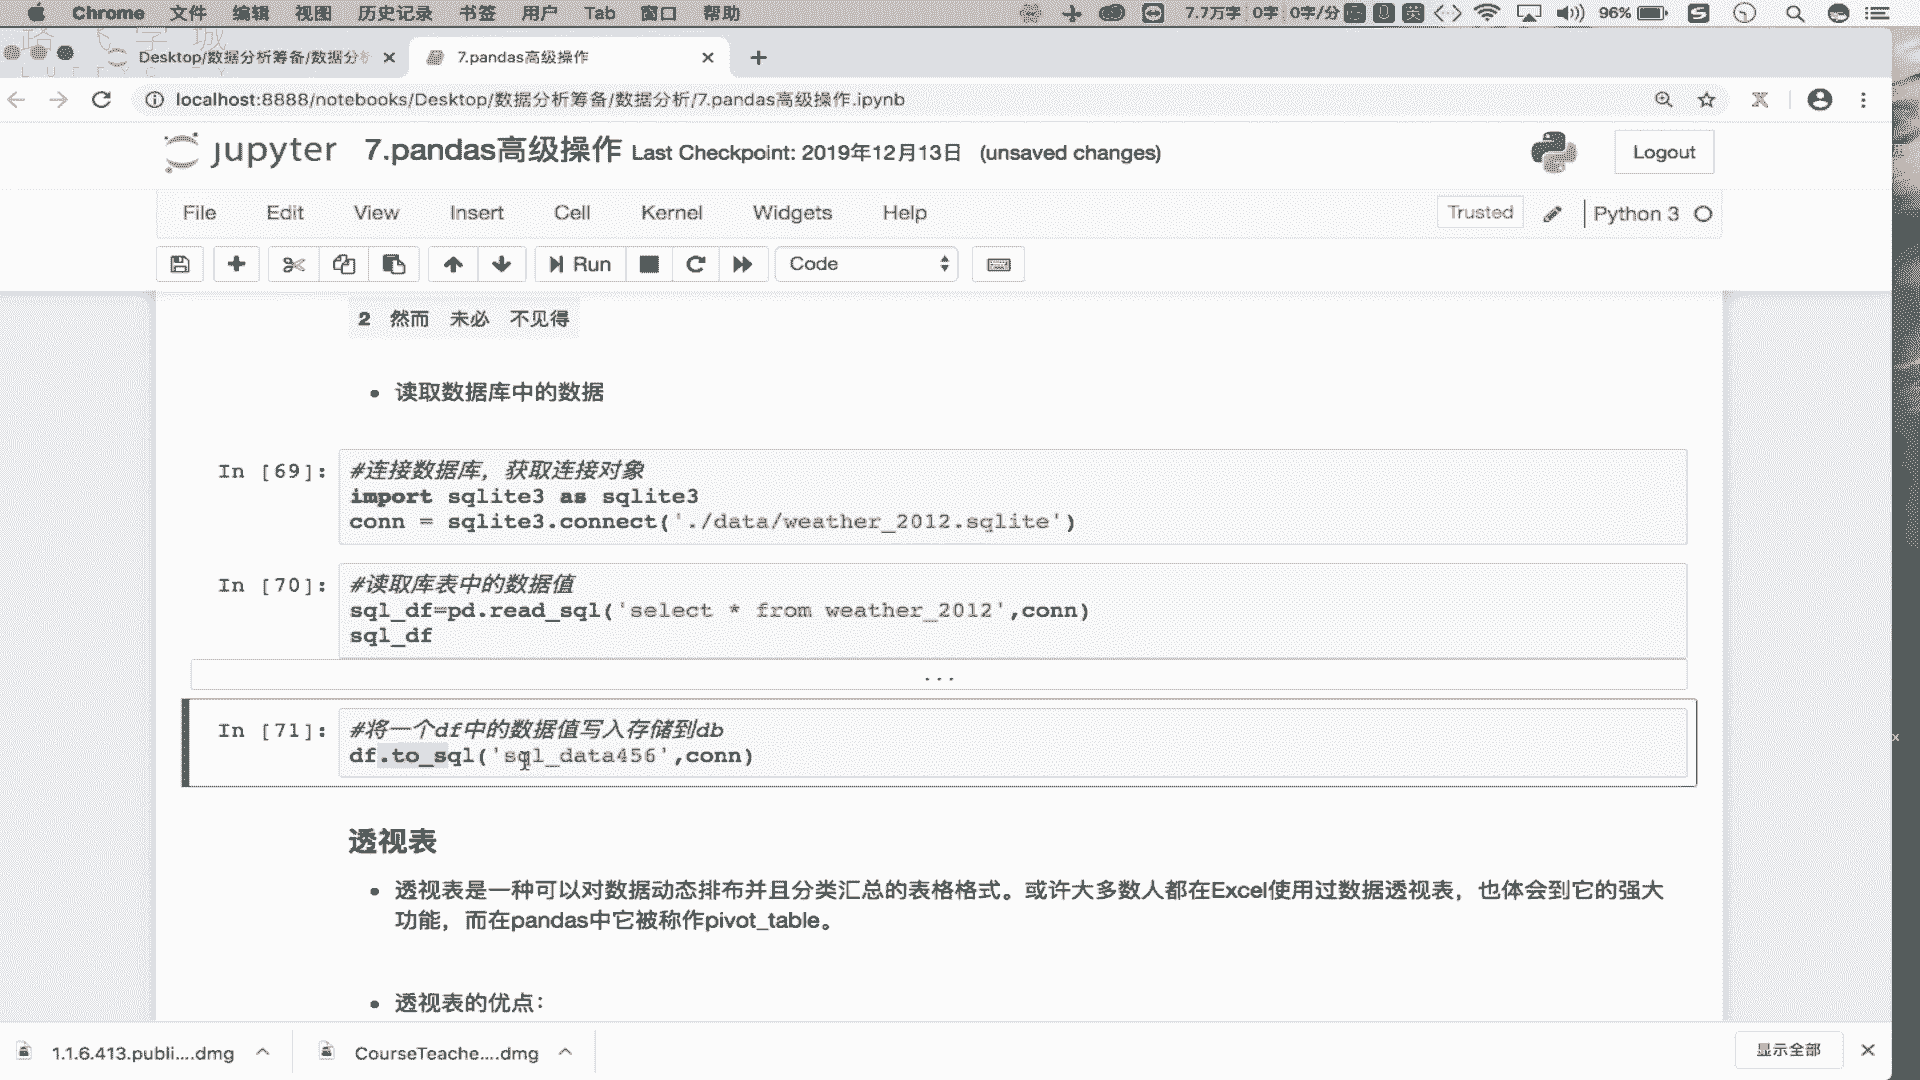 Chrome 文件 编辑 视图 历史记录 书签 用户 Tab 窗口 帮助 7.7万字 0字 0字/分 英 96%
路飞学城
Desktop/数据分析筹备/数据分析 7.pandas高级操作
localhost:8888/notebooks/Desktop/数据分析筹备/数据分析/7.pandas高级操作.ipynb
jupyter 7.pandas高级操作 Last Checkpoint: 2019年12月13日 (unsaved changes) Logout
File Edit View Insert Cell Kernel Widgets Help Trusted Python 3
Run Code
2 然而 未必 不见得
• 读取数据库中的数据
In [69]: #连接数据库，获取连接对象
import sqlite3 as sqlite3
conn = sqlite3.connect('./data/weather_2012.sqlite')
In [70]: #读取库表中的数据值
sql_df=pd.read_sql('select * from weather_2012',conn)
sql_df
...
In [71]: #将一个df中的数据值写入存储到db
df.to_sql('sql_data456',conn)
透视表
• 透视表是一种可以对数据动态排布并且分类汇总的表格格式。或许大多数人都在Excel使用过数据透视表，也体会到它的强大
功能，而在pandas中它被称作pivot_table。
• 透视表的优点：
1.1.6.413.publi....dmg CourseTeache....dmg 显示全部